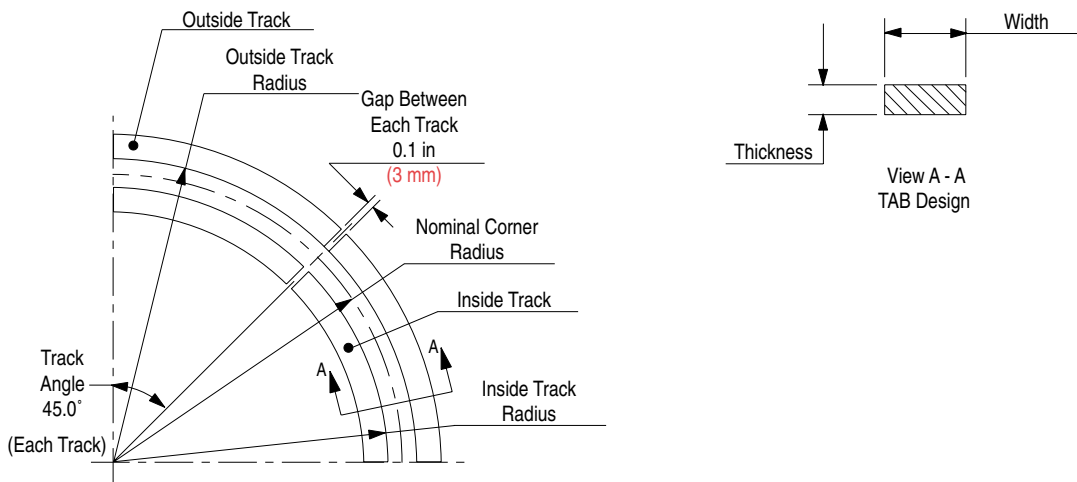 Outside Track
Outside Track
Radius
Gap Between
Each Track
0.1 in
(3 mm)
Nominal Corner
Radius
Inside Track
A
A
Inside Track
Radius
Track
Angle
45.0°
(Each Track)
Width
Thickness
View A - A
TAB Design